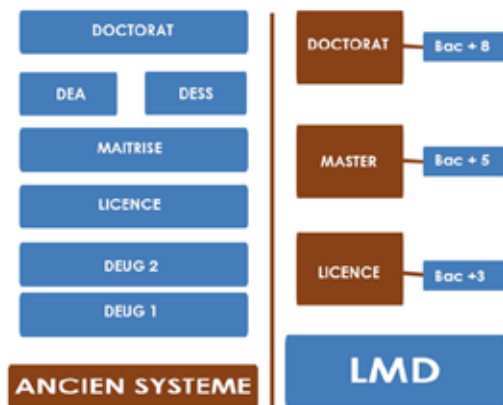 DOCTORAT
DEA
DESS
MAITRISE
LICENCE
DEUG 2
DEUG 1
ANCIEN SYSTEME
DOCTORAT
Bac + 8
MASTER
Bac + 5
LICENCE
Bac +3
LMD